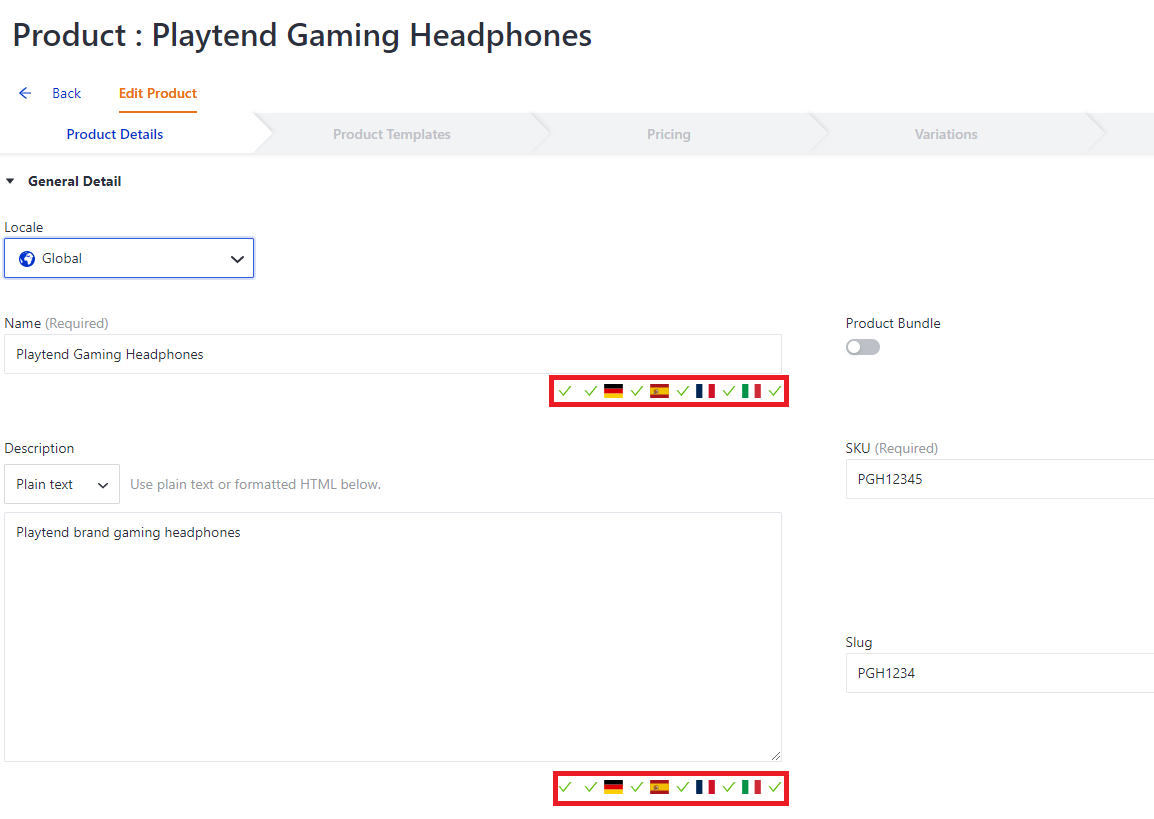 Product : Playtend Gaming Headphones
Back Edit Product
Product Details Product Templates Pricing Variations
General Detail
Locale
Global
Name (Required) Product Bundle
Playtend Gaming Headphones
Description SKU (Required)
Plain text Use plain text or formatted HTML below. PGH12345
Playtend brand gaming headphones
Slug
PGH1234